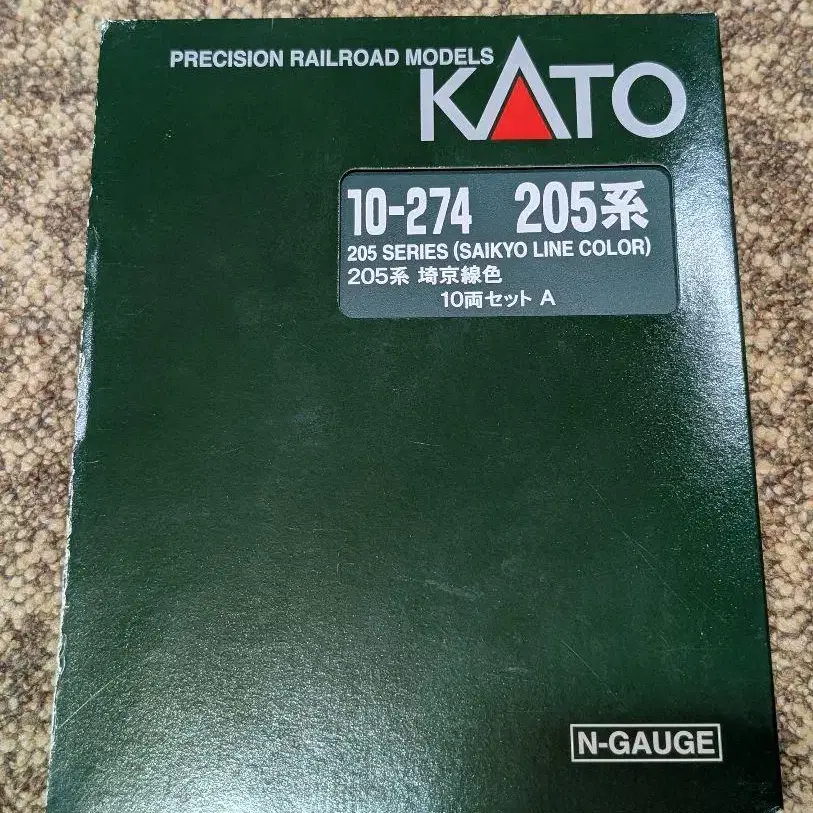 PRECISION RAILROAD MODELS
KATO
10-274 205系
205 SERIES (SAIKYO LINE COLOR)
205系 埼京線色
10両セット A
N-GAUGE